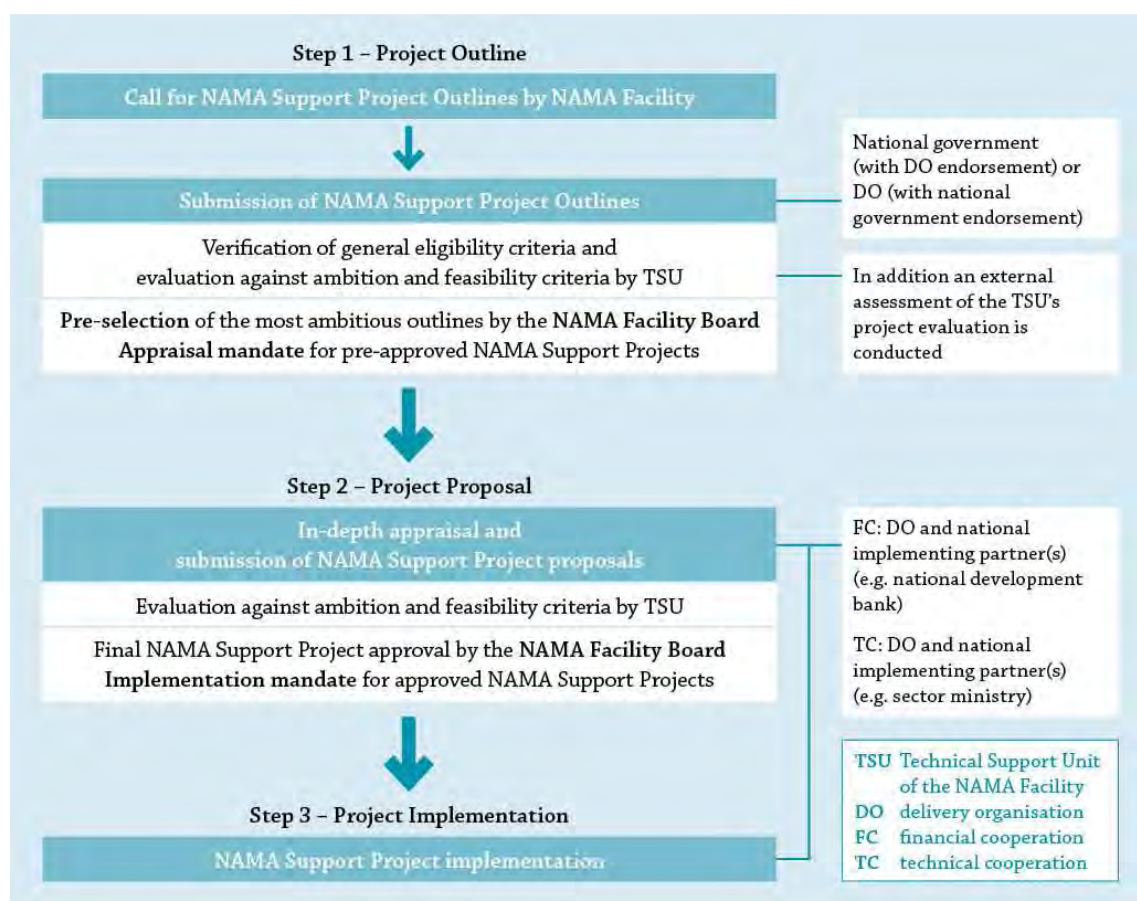 Step 1 – Project Outline
Call for NAMA Support Project Outlines by NAMA Facility
Submission of NAMA Support Project Outlines
National government
(with DO endorsement) or
DO (with national
government endorsement)
Verification of general eligibility criteria and
evaluation against ambition and feasibility criteria by TSU
In addition an external
assessment of the TSU's
project evaluation is
conducted
Pre-selection of the most ambitious outlines by the NAMA Facility Board
Appraisal mandate for pre-approved NAMA Support Projects
Step 2 – Project Proposal
In-depth appraisal and
submission of NAMA Support Project proposals
FC: DO and national
implementing partner(s)
(e.g. national development
bank)
TC: DO and national
implementing partner(s)
(e.g. sector ministry)
Evaluation against ambition and feasibility criteria by TSU
Final NAMA Support Project approval by the NAMA Facility Board
Implementation mandate for approved NAMA Support Projects
Step 3 – Project Implementation
NAMA Support Project implementation
TSU Technical Support Unit
of the NAMA Facility
DO delivery organisation
FC financial cooperation
TC technical cooperation